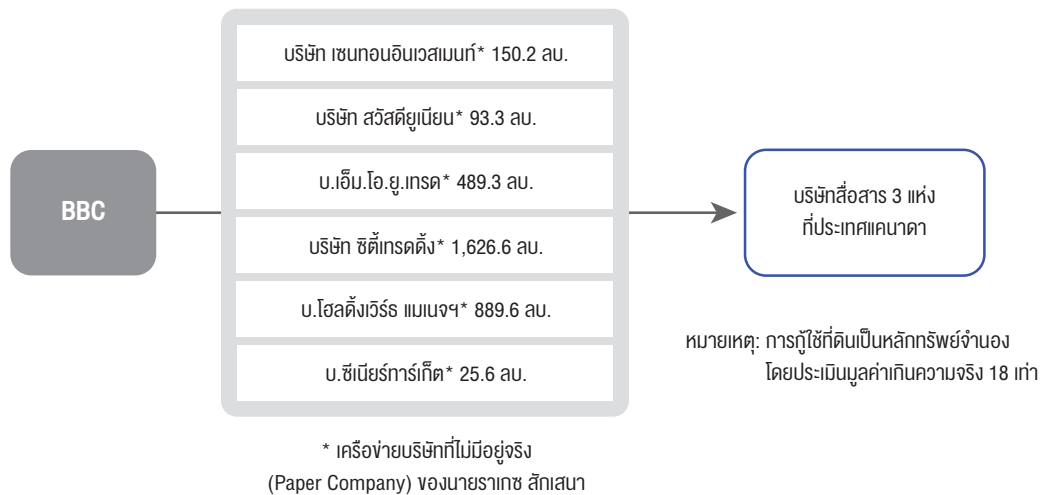 BBC
บริษัท เซนทอนอินเวสเมนท์* 150.2 ลบ.
บริษัท สวัสดียูเนียน* 93.3 ลบ.
บ.เอ็ม.โอ.ยู.เทรด* 489.3 ลบ.
บริษัท ซิตี้เทรดดิ้ง* 1,626.6 ลบ.
บ.โฮลดิ้งเวิร์ธ แมเนจฯ* 889.6 ลบ.
บ.ซีเนียร์ทาร์เก็ต* 25.6 ลบ.
บริษัทสื่อสาร 3 แห่ง
ที่ประเทศแคนาดา
หมายเหตุ: การกู้ใช้ที่ดินเป็นหลักทรัพย์จำนอง
โดยประเมินมูลค่าเกินความจริง 18 เท่า
* เครือข่ายบริษัทที่ไม่มีอยู่จริง
(Paper Company) ของนายราเกซ สักเสนา